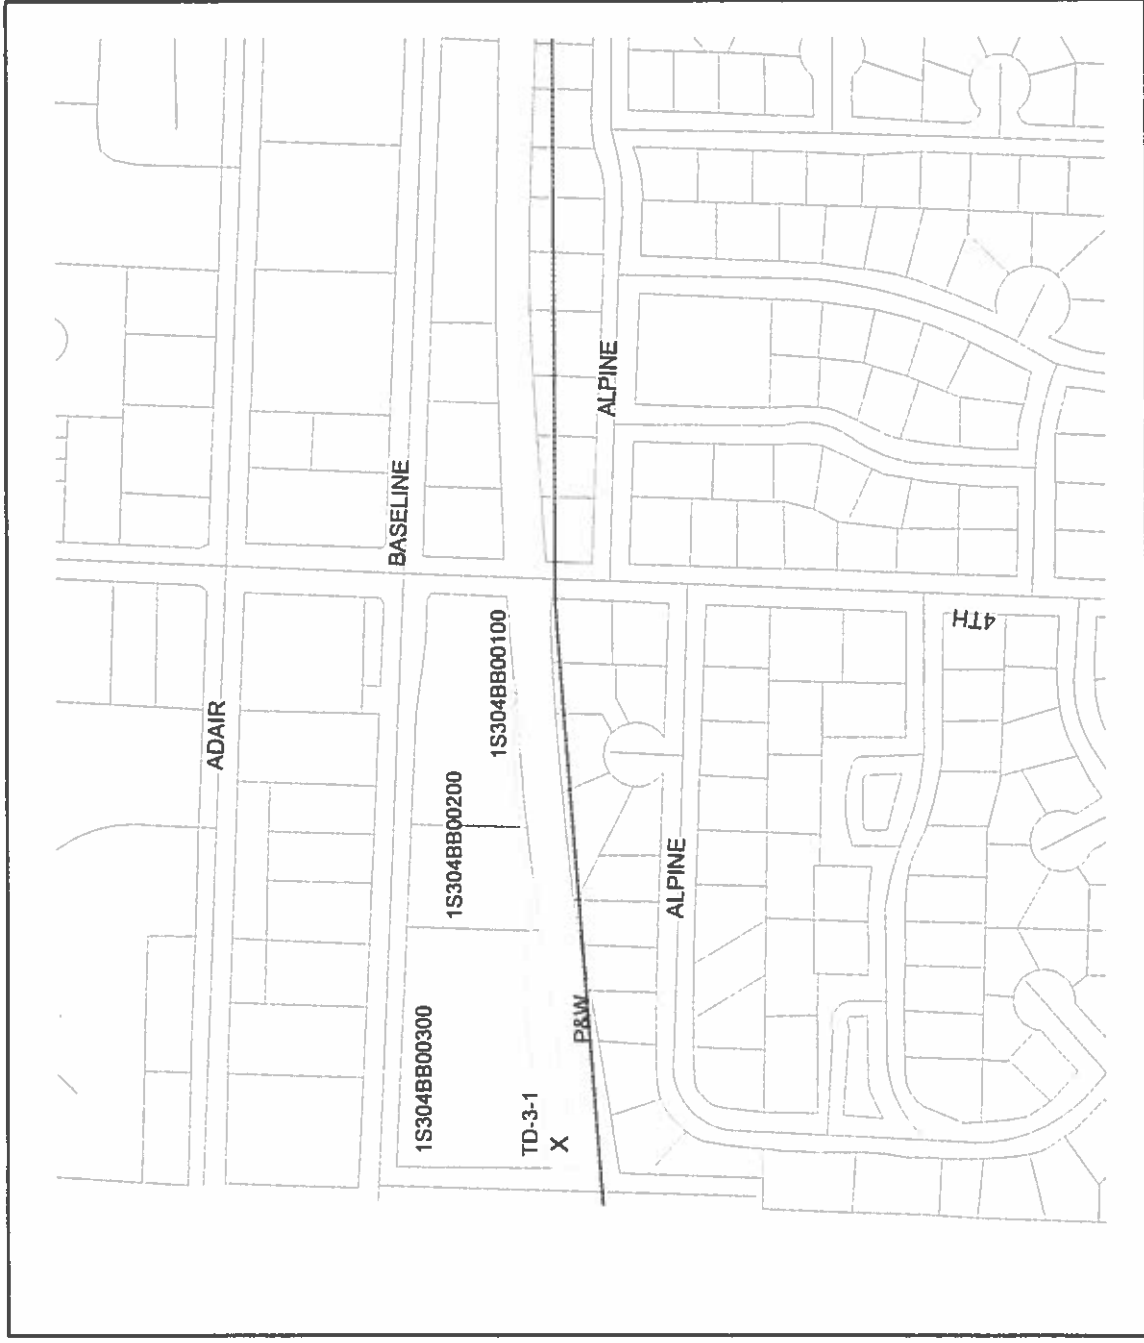 ADAIR
BASELINE
ALPINE
1S304BB00100
1S304BB00200
1S304BB00300
4TH
ALPINE
P&W
TD-3-1
X